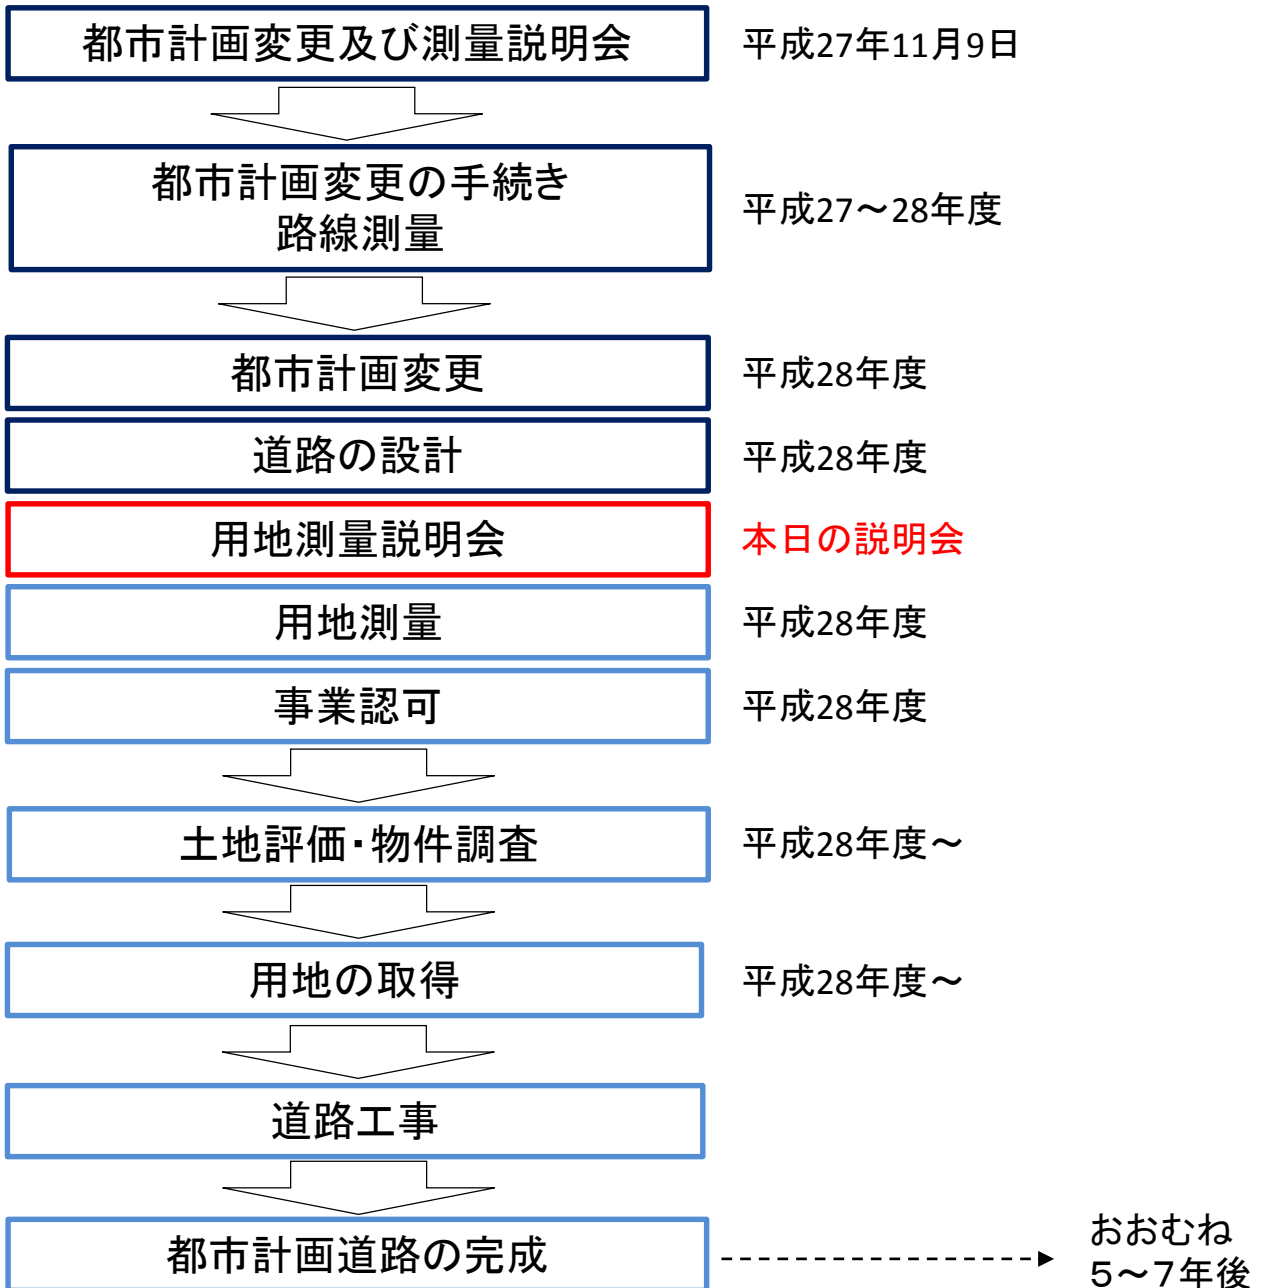 都市計画変更及び測量説明会
平成27年11月9日
都市計画変更の手続き
路線測量
平成27～28年度
都市計画変更
平成28年度
道路の設計
平成28年度
用地測量説明会
本日の説明会
用地測量
平成28年度
事業認可
平成28年度
土地評価・物件調査
平成28年度～
用地の取得
平成28年度～
道路工事
都市計画道路の完成
おおむね
５～７年後